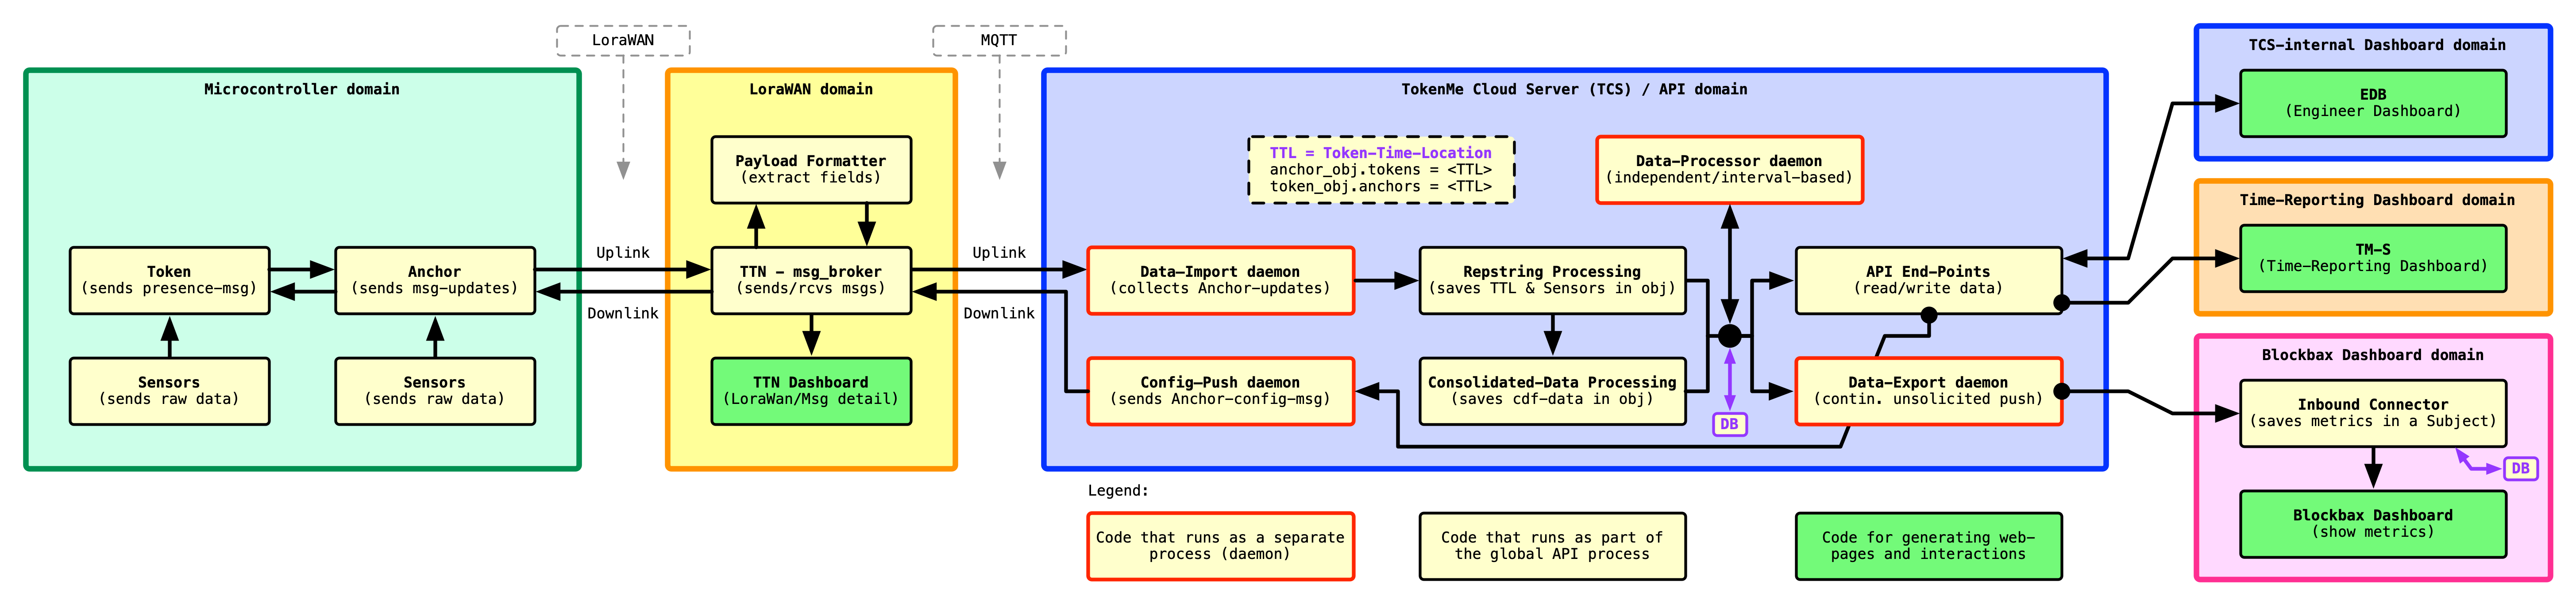 LoraWAN
MQTT
Microcontroller domain
Token
(sends presence-msg)
Anchor
(sends msg-updates)
Sensors
(sends raw data)
Sensors
(sends raw data)
Uplink
Downlink
LoraWAN domain
Payload Formatter
(extract fields)
TTN - msg_broker
(sends/rcvs msgs)
TTN Dashboard
(LoraWan/Msg detail)
Uplink
Downlink
TokenMe Cloud Server (TCS) / API domain
TTL = Token-Time-Location
anchor_obj.tokens = <TTL>
token_obj.anchors = <TTL>
Data-Processor daemon
(independent/interval-based)
Data-Import daemon
(collects Anchor-updates)
Repstring Processing
(saves TTL & Sensors in obj)
API End-Points
(read/write data)
Config-Push daemon
(sends Anchor-config-msg)
Consolidated-Data Processing
(saves cdf-data in obj)
DB
Data-Export daemon
(contin. unsolicited push)
TCS-internal Dashboard domain
EDB
(Engineer Dashboard)
Time-Reporting Dashboard domain
TM-S
(Time-Reporting Dashboard)
Blockbax Dashboard domain
Inbound Connector
(saves metrics in a Subject)
DB
Blockbax Dashboard
(show metrics)
Legend:
Code that runs as a separate
process (daemon)
Code that runs as part of
the global API process
Code for generating web-
pages and interactions